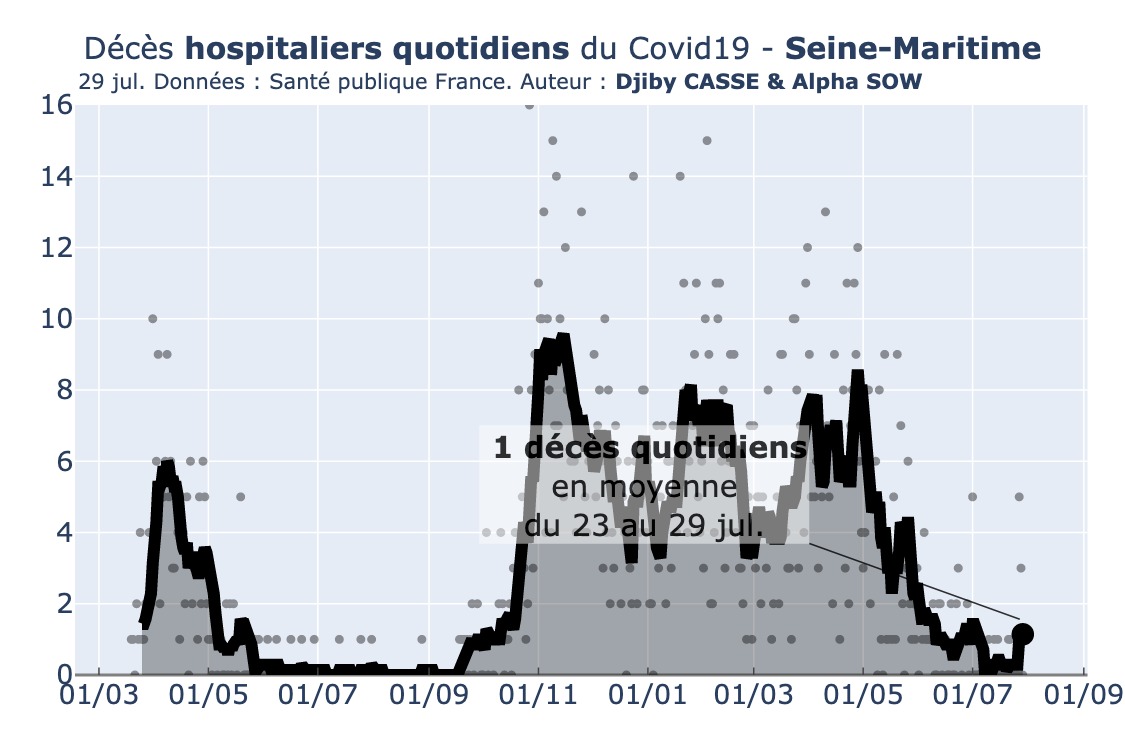 Décès hospitaliers quotidiens du Covid19 - Seine-Maritime
29 jul. Données : Santé publique France. Auteur : Djiby CASSE & Alpha SOW
16
14
12
10
8
6
4
2
0
1 décès quotidiens
en moyenne
du 23 au 29 jul.
01/03 01/05 01/07 01/09 01/11 01/01 01/03 01/05 01/07 01/09